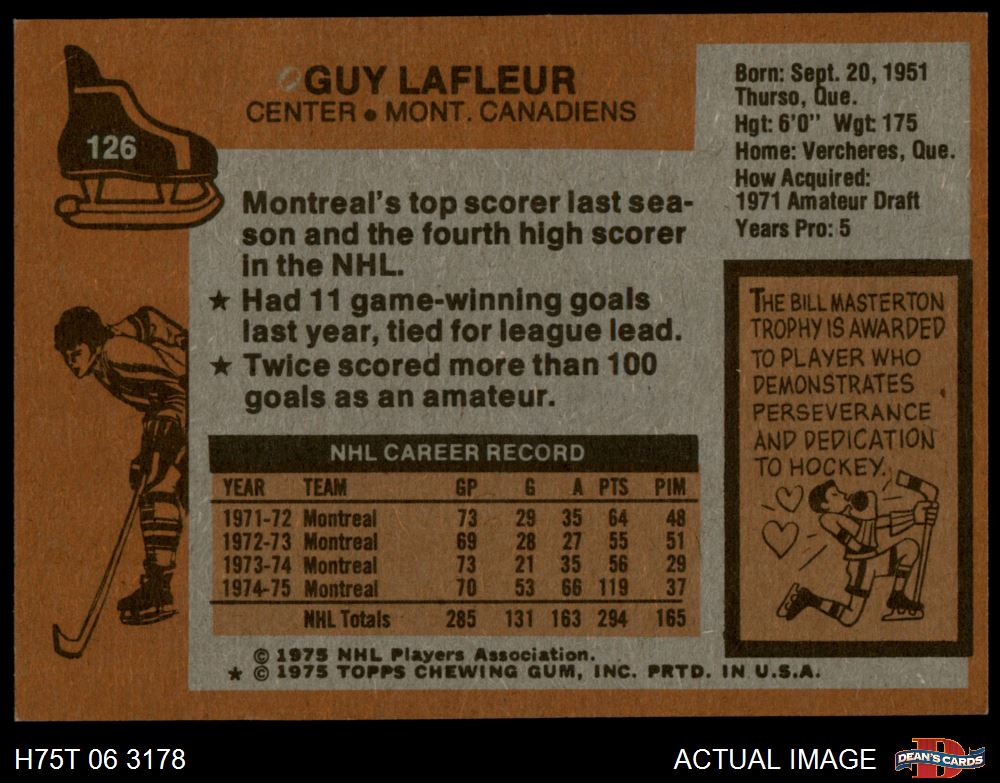 126
GUY LAFLEUR
CENTER • MONT. CANADIENS
Born: Sept. 20, 1951
Thurso, Que.
Hgt: 6'0" Wgt: 175
Home: Vercheres, Que.
How Acquired:
1971 Amateur Draft
Years Pro: 5
Montreal's top scorer last sea-
son and the fourth high scorer
in the NHL.
★ Had 11 game-winning goals
last year, tied for league lead.
★ Twice scored more than 100
goals as an amateur.
THE BILL MASTERTON
TROPHY IS AWARDED
TO PLAYER WHO
DEMONSTRATES
PERSEVERANCE
AND DEDICATION
TO HOCKEY.
NHL CAREER RECORD
YEAR TEAM GP G A PTS PIM
1971-72 Montreal 73 29 35 64 48
1972-73 Montreal 69 28 27 55 51
1973-74 Montreal 73 21 35 56 29
1974-75 Montreal 70 53 66 119 37
NHL Totals 285 131 163 294 165
© 1975 NHL Players Association.
★ © 1975 TOPPS CHEWING GUM, INC. PRTD. IN U.S.A.
H75T 06 3178
ACTUAL IMAGE
D
DEAN'S CARDS